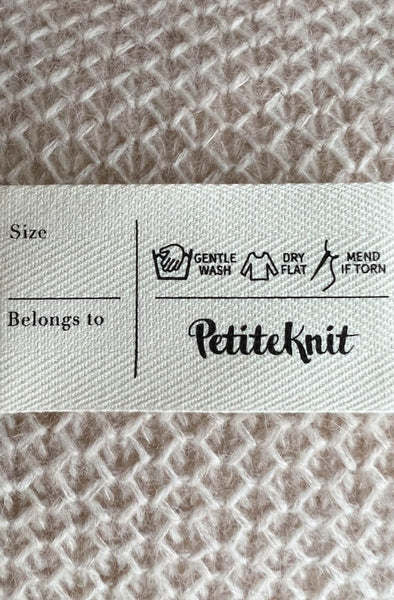 Size
GENTLE
WASH
DRY
FLAT
MEND
IF TORN
Belongs to
PetiteKnit